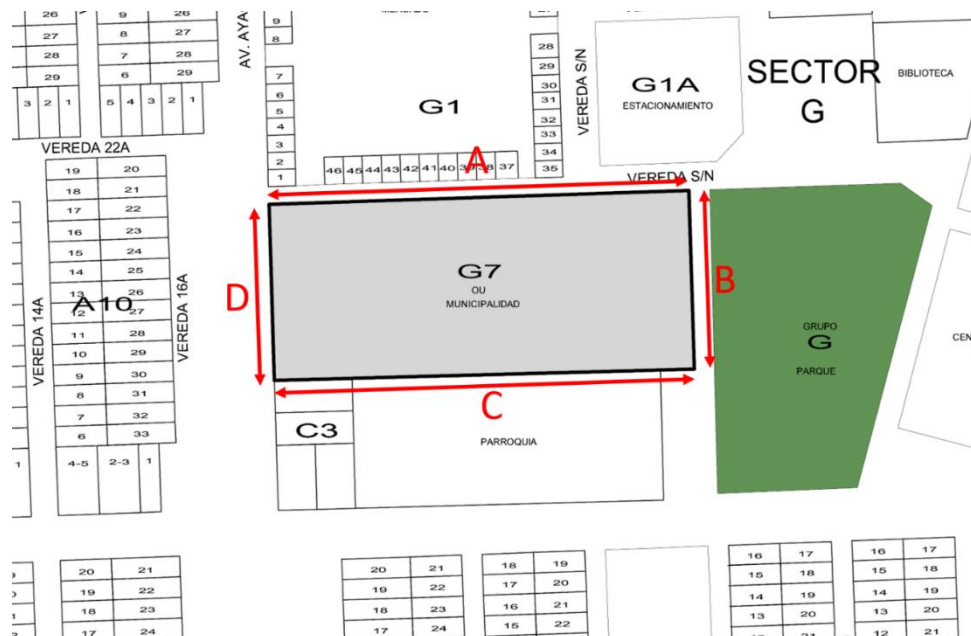 26
27
28
29
9
8
7
6
26
27
28
29
3 2 1
5 4 3 2 1
AV. AYA
9
8
7
6
5
4
3
2
1
G1
46 45 44 43 42 41 40 39 38 37
28
29
30
31
32
33
34
35
VEREDA S/N
G1A
ESTACIONAMIENTO
SECTOR
G
BIBLIOTECA
VEREDA 22A
VEREDA S/N
A
B
C
D
G7
OU
MUNICIPALIDAD
19 20
18 21
17 22
16 23
15 24
14 25
13 26
12 27
11 28
10 29
9 30
8 31
7 32
6 33
4-5 2-3 1
A10
VEREDA 14A
VEREDA 16A
GRUPO
G
PARQUE
CEN
C3
PARROQUIA
1
20 21
19 22
18 23
17 24
20 21
19 22
18 23
17 24
18 19
17 20
16 21
15 22
16 17
15 18
14 19
13 20
16 17
15 18
14 19
13 20
12 21